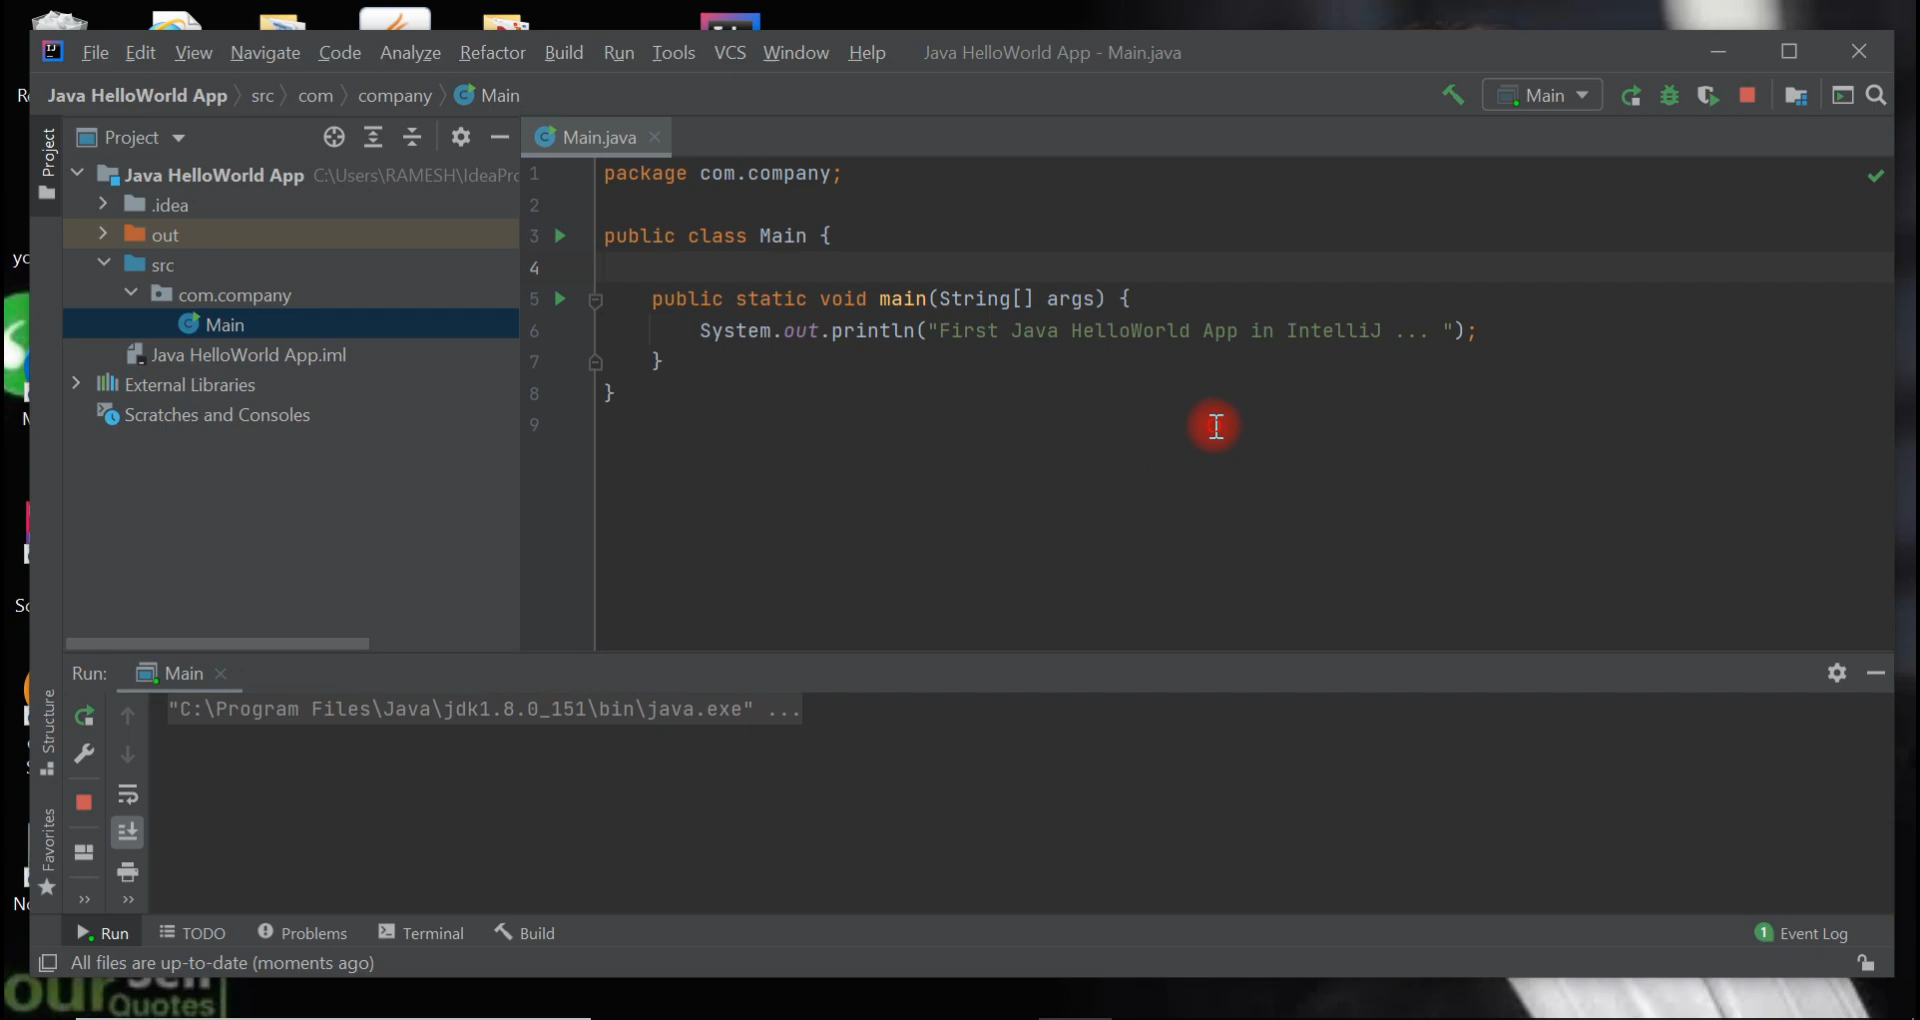 File Edit View Navigate Code Analyze Refactor Build Run Tools VCS Window Help Java HelloWorld App - Main.java
Java HelloWorld App src com company Main
Main
Project
Project
Main.java
Java HelloWorld App C:\Users\RAMESH\IdeaPr
.idea
out
src
com.company
Main
Java HelloWorld App.iml
External Libraries
Scratches and Consoles
1 package com.company;
2
3 public class Main {
4
5 public static void main(String[] args) {
6 System.out.println("First Java HelloWorld App in IntelliJ ... ");
7 }
8 }
9
Run: Main
"C:\Program Files\Java\jdk1.8.0_151\bin\java.exe" ...
Structure
Favorites
Run TODO Problems Terminal Build
1 Event Log
All files are up-to-date (moments ago)
Quotes